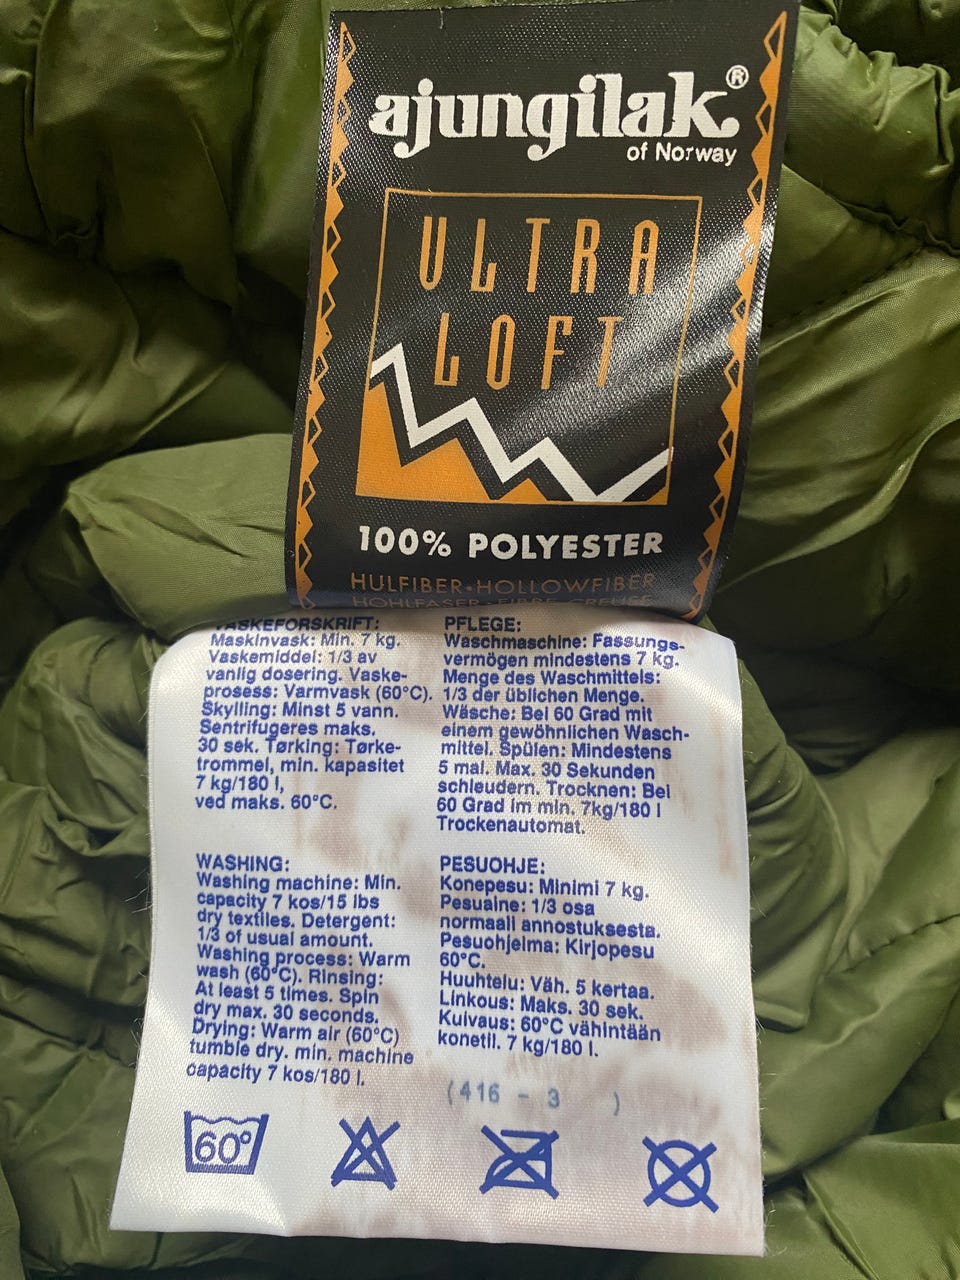 ajungilak®
of Norway
ULTRA
LOFT
100% POLYESTER
HULFIBER·HOLLOWFIBER
HOHLFASER · FIBRE CREUSE
VASKEFORSKRIFT:
Maskinvask: Min. 7 kg.
Vaskemiddel: 1/3 av
vanlig dosering. Vaske-
prosess: Varmvask (60°C).
Skylling: Minst 5 vann.
Sentrifugeres maks.
30 sek. Tørking: Tørke-
trommel, min. kapasitet
7 kg/180 l,
ved maks. 60°C.
PFLEGE:
Waschmaschine: Fassungs-
vermögen mindestens 7 kg.
Menge des Waschmittels:
1/3 der üblichen Menge.
Wäsche: Bei 60 Grad mit
einem gewöhnlichen Wasch-
mittel. Spülen: Mindestens
5 mal. Max. 30 Sekunden
schleudern. Trocknen: Bei
60 Grad im min. 7kg/180 l
Trockenautomat.
WASHING:
Washing machine: Min.
capacity 7 kos/15 lbs
dry textiles. Detergent:
1/3 of usual amount.
Washing process: Warm
wash (60°C). Rinsing:
At least 5 times. Spin
dry max. 30 seconds.
Drying: Warm air (60°C)
tumble dry. min. machine
capacity 7 kos/180 l.
PESUOHJE:
Konepesu: Minimi 7 kg.
Pesuaine: 1/3 osa
normaali annostuksesta.
Pesuohjelma: Kirjopesu
60°C.
Huuhtelu: Väh. 5 kertaa.
Linkous: Maks. 30 sek.
Kuivaus: 60°C vähintään
konetil. 7 kg/180 l.
(416 - 3 )
60°